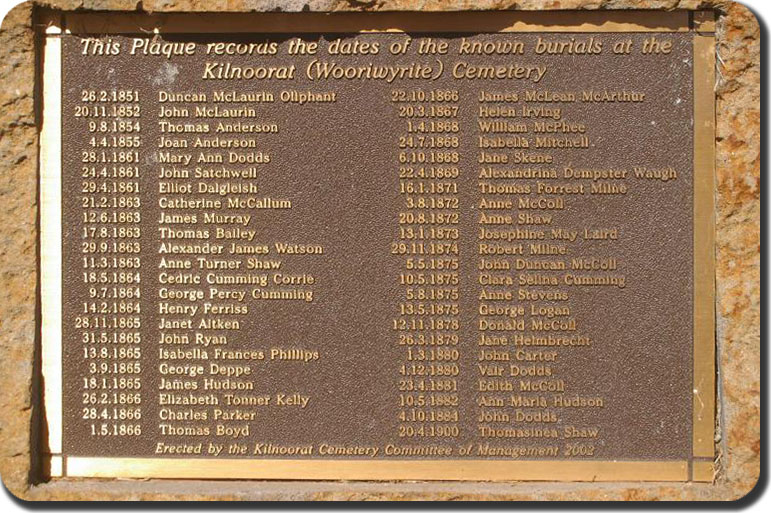 This Plaque records the dates of the known burials at the
Kilnoorat (Wooriwyrite) Cemetery
26.2.1851 Duncan McLaurin Oliphant
20.11.1852 John McLaurin
9.8.1854 Thomas Anderson
4.4.1855 Joan Anderson
28.1.1861 Mary Ann Dodds
24.4.1861 John Satchwell
29.4.1861 Elliot Dalgleish
21.2.1863 Catherine McCallum
12.6.1863 James Murray
17.8.1863 Thomas Bailey
29.9.1863 Alexander James Watson
11.3.1863 Anne Turner Shaw
18.5.1864 Cedric Cumming Corrie
9.7.1864 George Percy Cumming
14.2.1864 Henry Ferriss
28.11.1865 Janet Aitken
31.5.1865 John Ryan
13.8.1865 Isabella Frances Phillips
3.9.1865 George Deppe
18.1.1865 James Hudson
26.2.1866 Elizabeth Tonner Kelly
28.4.1866 Charles Parker
1.5.1866 Thomas Boyd
22.10.1866 James McLean McArthur
20.3.1867 Helen Irving
1.4.1868 William McPhee
24.7.1868 Isabella Mitchell
6.10.1868 Jane Skene
22.4.1869 Alexandrina Dempster Waugh
16.1.1871 Thomas Forrest Milne
3.8.1872 Anne McColl
20.8.1872 Anne Shaw
13.1.1873 Josephine May Laird
29.11.1874 Robert Milne
5.5.1875 John Duncan McColl
10.5.1875 Clara Selina Cumming
5.8.1875 Anne Stevens
13.5.1875 George Logan
12.11.1878 Donald McColl
26.3.1879 Jane Helmbrecht
1.3.1880 John Carter
4.12.1880 Vair Dodds
23.4.1881 Edith McColl
10.5.1882 Ann Maria Hudson
4.10.1884 John Dodds
20.4.1900 Thomasinea Shaw
Erected by the Kilnoorat Cemetery Committee of Management 2002